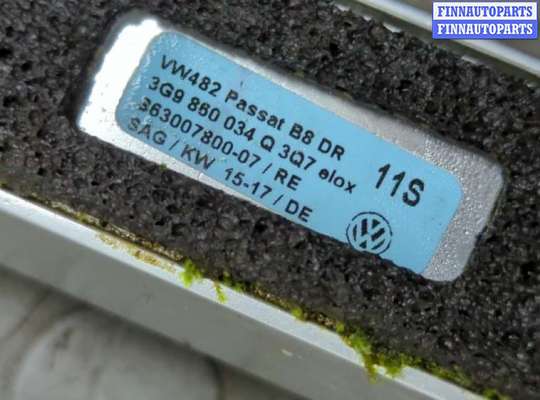 FINNAUTOPARTS
FINNAUTOPARTS
VW482 Passat B8 DR
3G9 860 034 Q 3Q7 elox
363007800-07 / RE
SAG / KW 15-17 / DE
11S